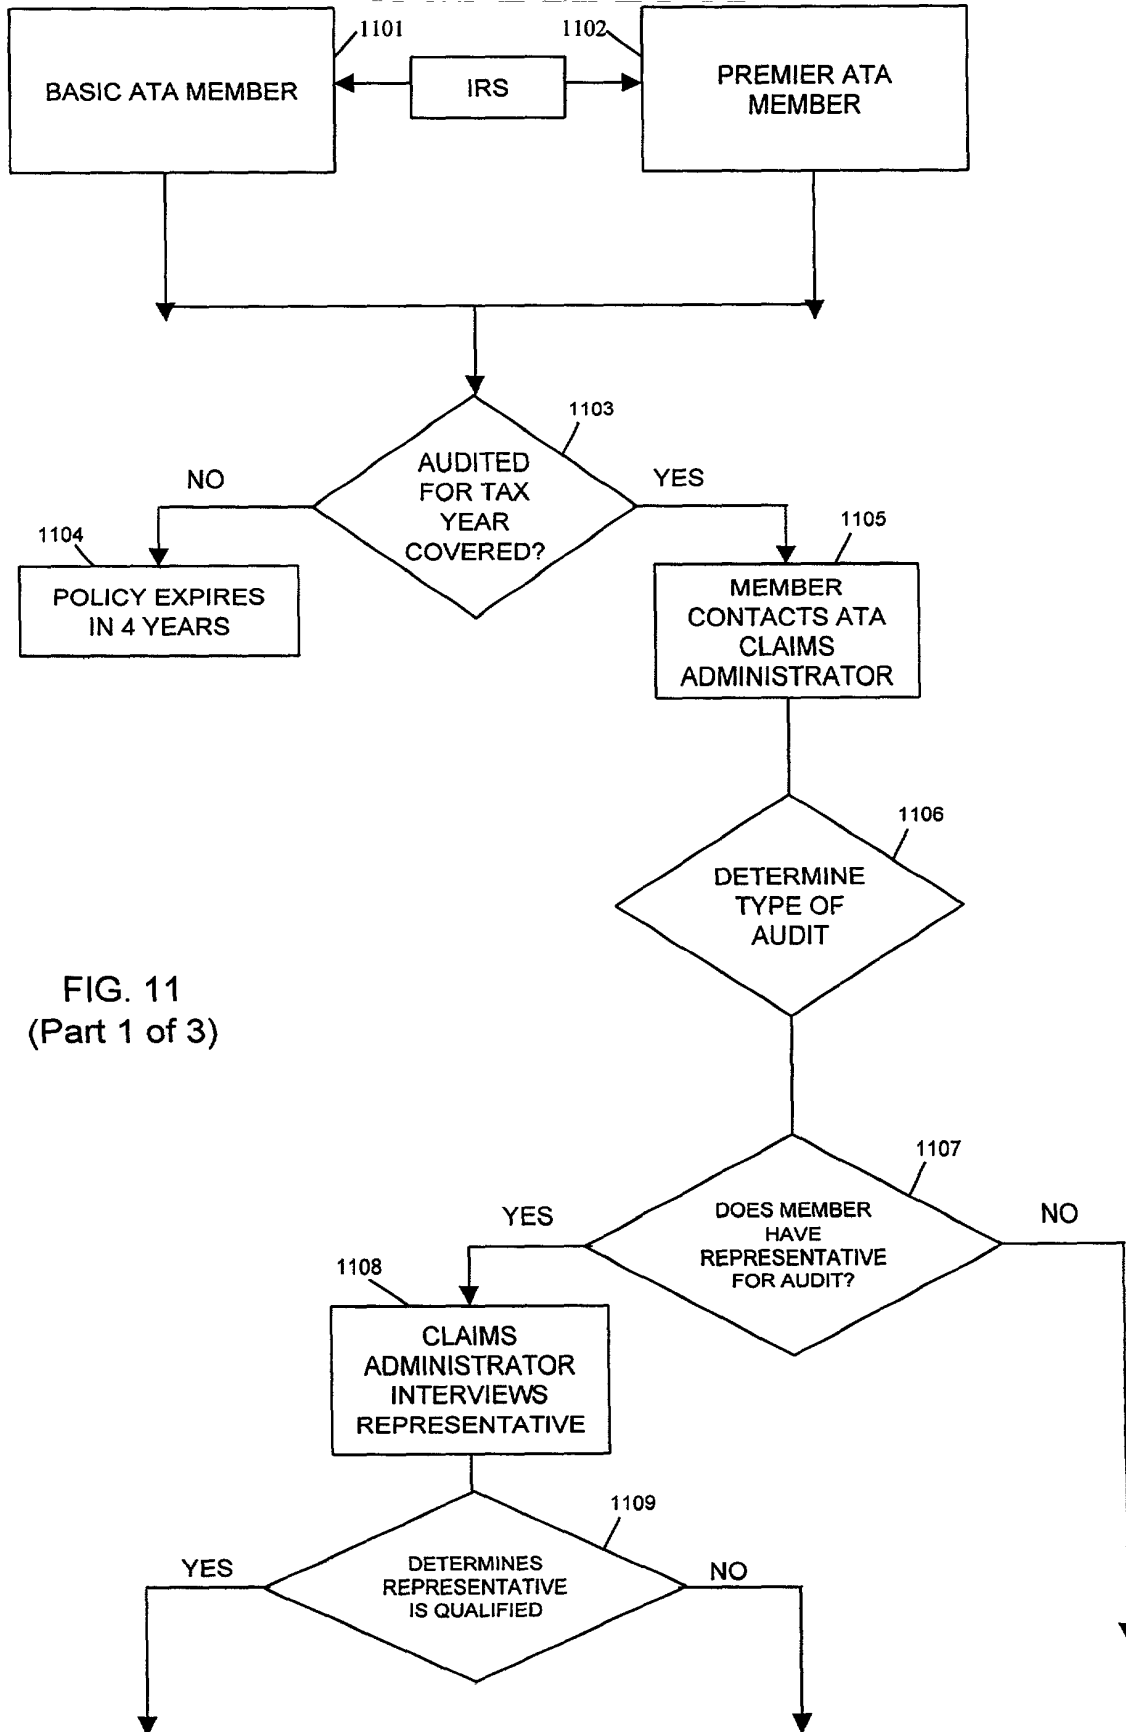 1101
1102
BASIC ATA MEMBER
IRS
PREMIER ATA
MEMBER
1103
AUDITED
FOR TAX
YEAR
COVERED?
NO
YES
1104
POLICY EXPIRES
IN 4 YEARS
1105
MEMBER
CONTACTS ATA
CLAIMS
ADMINISTRATOR
1106
DETERMINE
TYPE OF
AUDIT
FIG. 11
(Part 1 of 3)
1107
DOES MEMBER
HAVE
REPRESENTATIVE
FOR AUDIT?
YES
NO
1108
CLAIMS
ADMINISTRATOR
INTERVIEWS
REPRESENTATIVE
1109
DETERMINES
REPRESENTATIVE
IS QUALIFIED
YES
NO